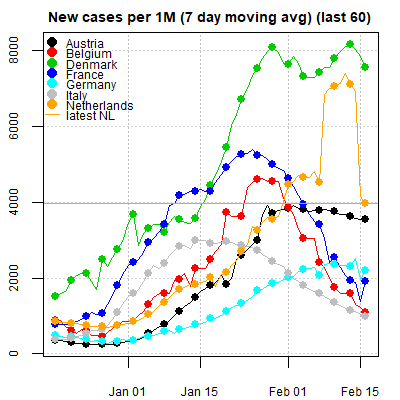 New cases per 1M (7 day moving avg) (last 60)
8000
6000
4000
2000
0
Austria
Belgium
Denmark
France
Germany
Italy
Netherlands
latest NL
Jan 01
Jan 15
Feb 01
Feb 15